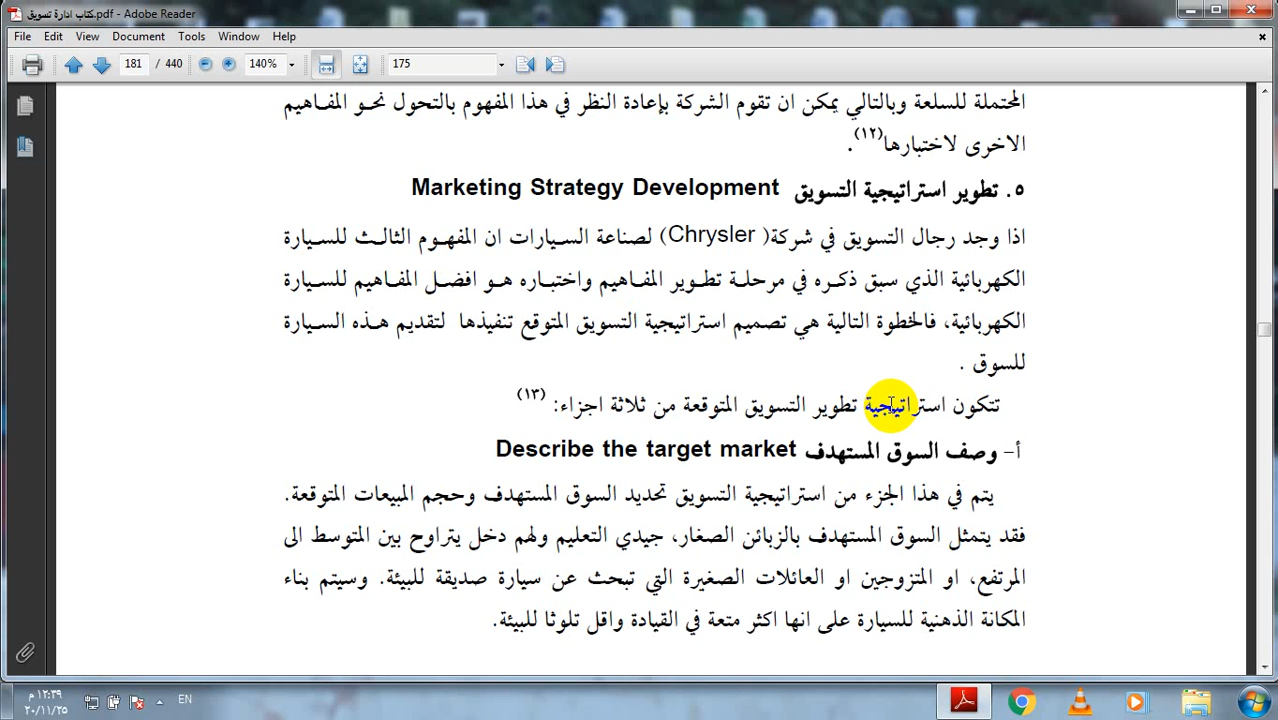 كتاب ادارة تسويق.pdf - Adobe Reader
File Edit View Document Tools Window Help
181 / 440 140% 175
المحتملة للسلعة وبالتالي يمكن ان تقوم الشركة بإعادة النظر في هذا المفهوم بالتحول نحو المفاهيم
الاخرى لاختبارها(١٢).
٥. تطوير استراتيجية التسويق Marketing Strategy Development
اذا وجد رجال التسويق في شركة( Chrysler) لصناعة السيارات ان المفهوم الثالث للسيارة
الكهربائية الذي سبق ذكره في مرحلة تطوير المفاهيم واختباره هو افضل المفاهيم للسيارة
الكهربائية، فالخطوة التالية هي تصميم استراتيجية التسويق المتوقع تنفيذها لتقديم هذه السيارة
للسوق .
تتكون استراتيجية تطوير التسويق المتوقعة من ثلاثة اجزاء: (١٣)
أ- وصف السوق المستهدف Describe the target market
يتم في هذا الجزء من استراتيجية التسويق تحديد السوق المستهدف وحجم المبيعات المتوقعة.
فقد يتمثل السوق المستهدف بالزبائن الصغار، جيدي التعليم ولهم دخل يتراوح بين المتوسط الى
المرتفع، او المتزوجين او العائلات الصغيرة التي تبحث عن سيارة صديقة للبيئة. وسيتم بناء
المكانة الذهنية للسيارة على انها اكثر متعة في القيادة واقل تلوثا للبيئة.
١٢:٣٩ م
٢٠/١١/٢٥
EN